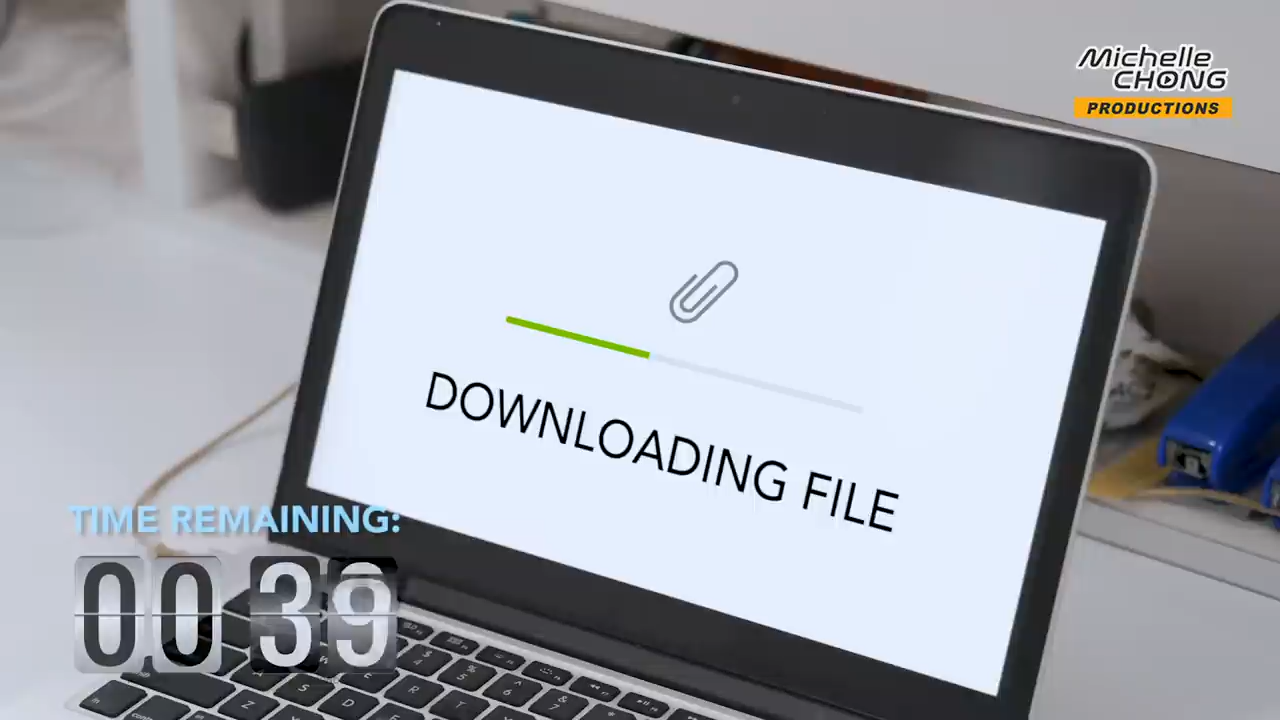 Michelle
CHONG
PRODUCTIONS
DOWNLOADING FILE
TIME REMAINING:
00 39